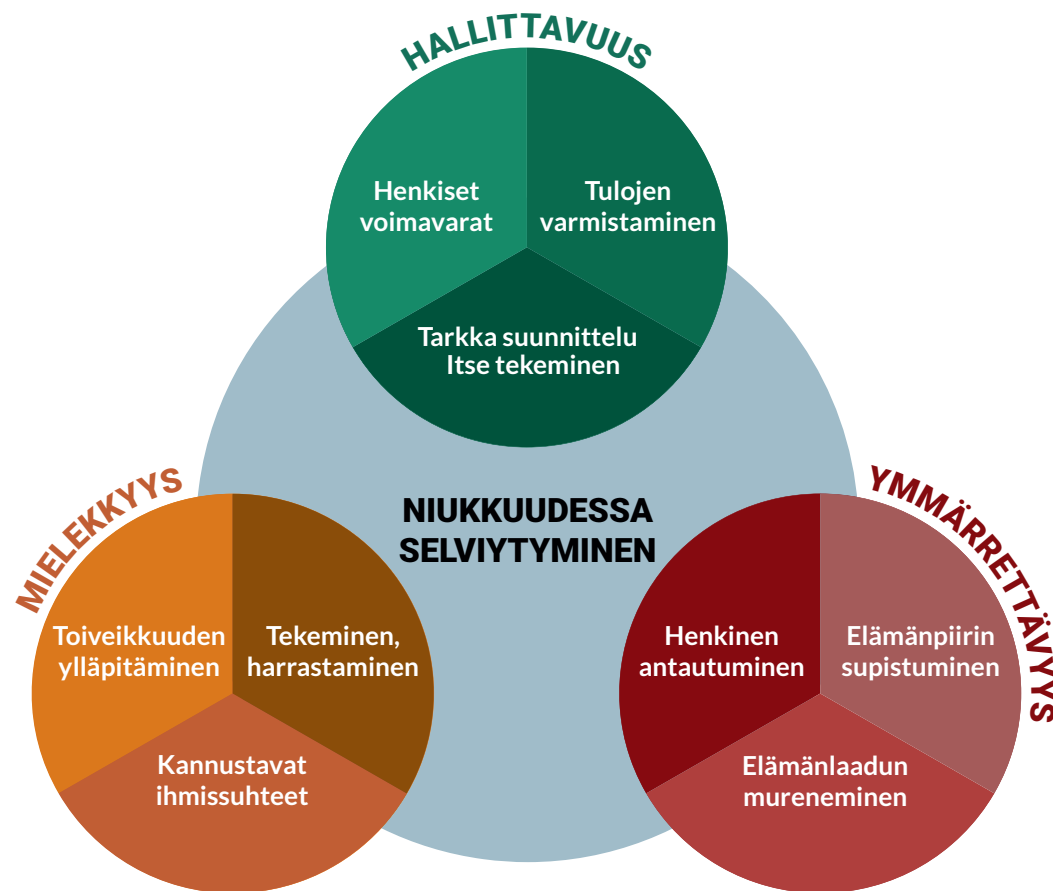 HALLITTAVUUS
Henkiset
voimavarat
Tulojen
varmistaminen
Tarkka suunnittelu
Itse tekeminen
NIUKKUUDESSA
SELVIYTYMINEN
MIELEKKYYS
Toiveikkuuden
ylläpitäminen
Tekeminen,
harrastaminen
Kannustavat
ihmissuhteet
YMMÄRRETTÄVYYS
Henkinen
antautuminen
Elämänpiirin
supistuminen
Elämänlaadun
mureneminen